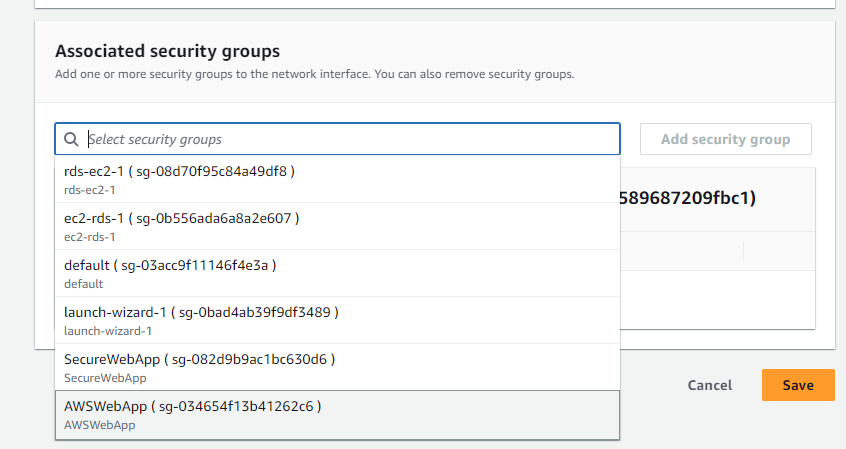 Associated security groups
Add one or more security groups to the network interface. You can also remove security groups.
Select security groups
Add security group
rds-ec2-1 ( sg-08d70f95c84a49df8 )
rds-ec2-1
589687209fbc1)
ec2-rds-1 ( sg-0b556ada6a8a2e607 )
ec2-rds-1
default ( sg-03acc9f11146f4e3a )
default
launch-wizard-1 ( sg-0bad4ab39f9df3489 )
launch-wizard-1
SecureWebApp ( sg-082d9b9ac1bc630d6 )
SecureWebApp
AWSWebApp ( sg-034654f13b41262c6 )
AWSWebApp
Cancel
Save